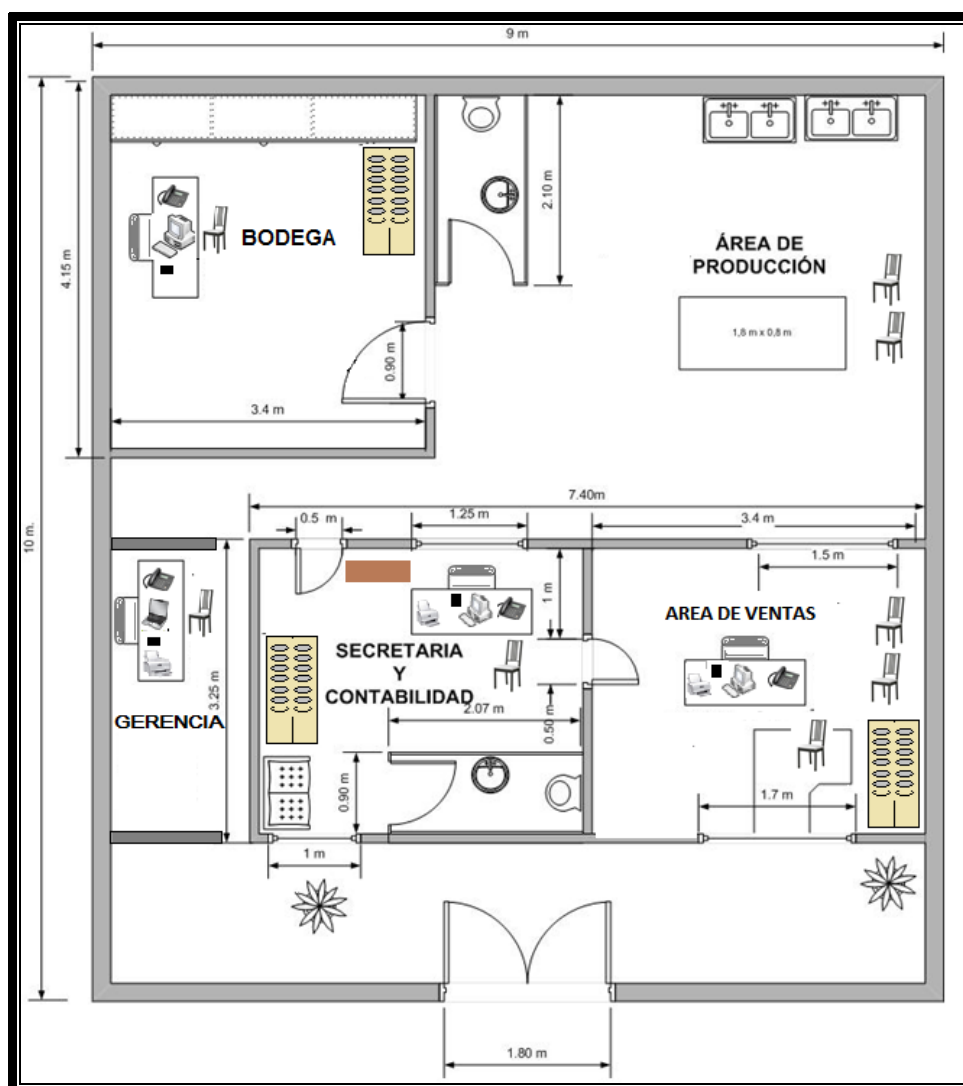 9 m
4.15 m
10 m.
BODEGA
2.10 m
ÁREA DE
PRODUCCIÓN
1,6 m x 0,8 m
0.90 m
3.4 m
7.40m
0.5 m
1.25 m
3.4 m
1.5 m
1 m
AREA DE VENTAS
SECRETARIA
Y
CONTABILIDAD
3.25 m
GERENCIA
2.07 m
0.50 m
0.90 m
1.7 m
1 m
1.80 m